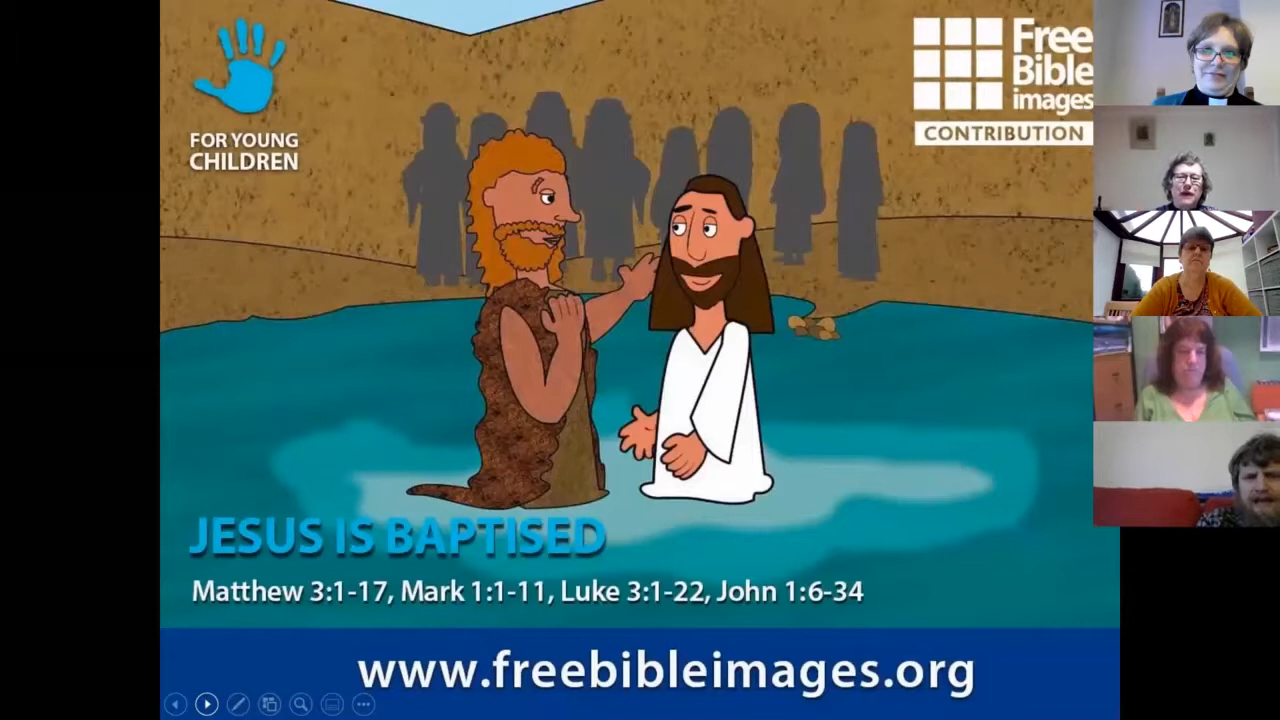 FOR YOUNG
CHILDREN
Free
Bible
images
CONTRIBUTION
JESUS IS BAPTISED
Matthew 3:1-17, Mark 1:1-11, Luke 3:1-22, John 1:6-34
www.freebibleimages.org